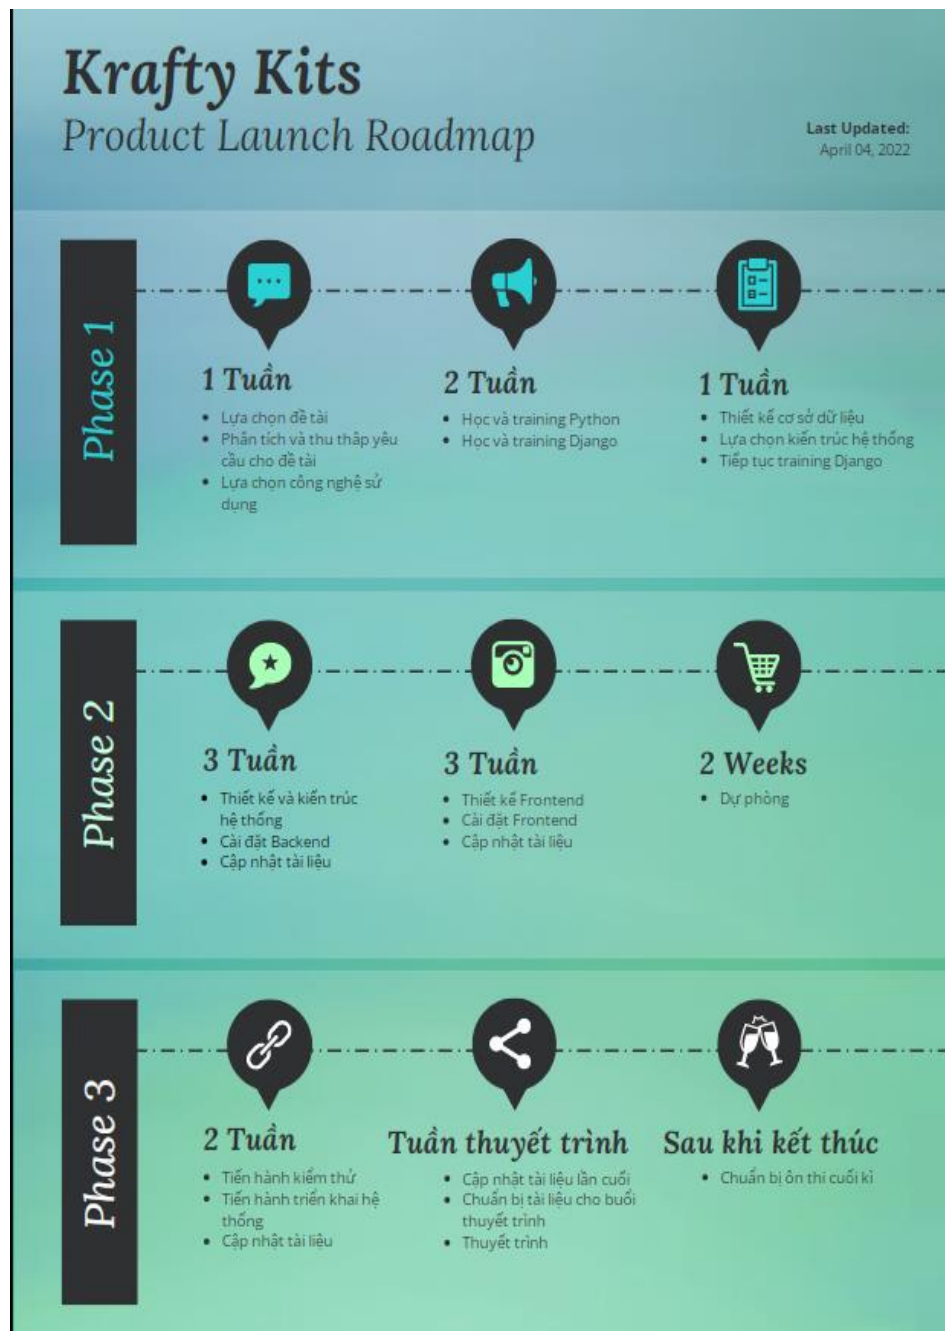 Krafty Kits
Product Launch Roadmap
Last Updated:
April 04, 2022
Phase 1
1 Tuần
• Lựa chọn đề tài
• Phân tích và thu thập yêu
cầu cho đề tài
• Lựa chọn công nghệ sử
dụng
2 Tuần
• Học và training Python
• Học và training Django
1 Tuần
• Thiết kế cơ sở dữ liệu
• Lựa chọn kiến trúc hệ thống
• Tiếp tục training Django
Phase 2
3 Tuần
• Thiết kế và kiến trúc
hệ thống
• Cài đặt Backend
• Cập nhật tài liệu
3 Tuần
• Thiết kế Frontend
• Cài đặt Frontend
• Cập nhật tài liệu
2 Weeks
• Dự phòng
Phase 3
2 Tuần
• Tiến hành kiểm thử
• Tiến hành triển khai hệ
thống
• Cập nhật tài liệu
Tuần thuyết trình
• Cập nhật tài liệu lần cuối
• Chuẩn bị tài liệu cho buổi
thuyết trình
• Thuyết trình
Sau khi kết thúc
• Chuẩn bị ôn thi cuối kì